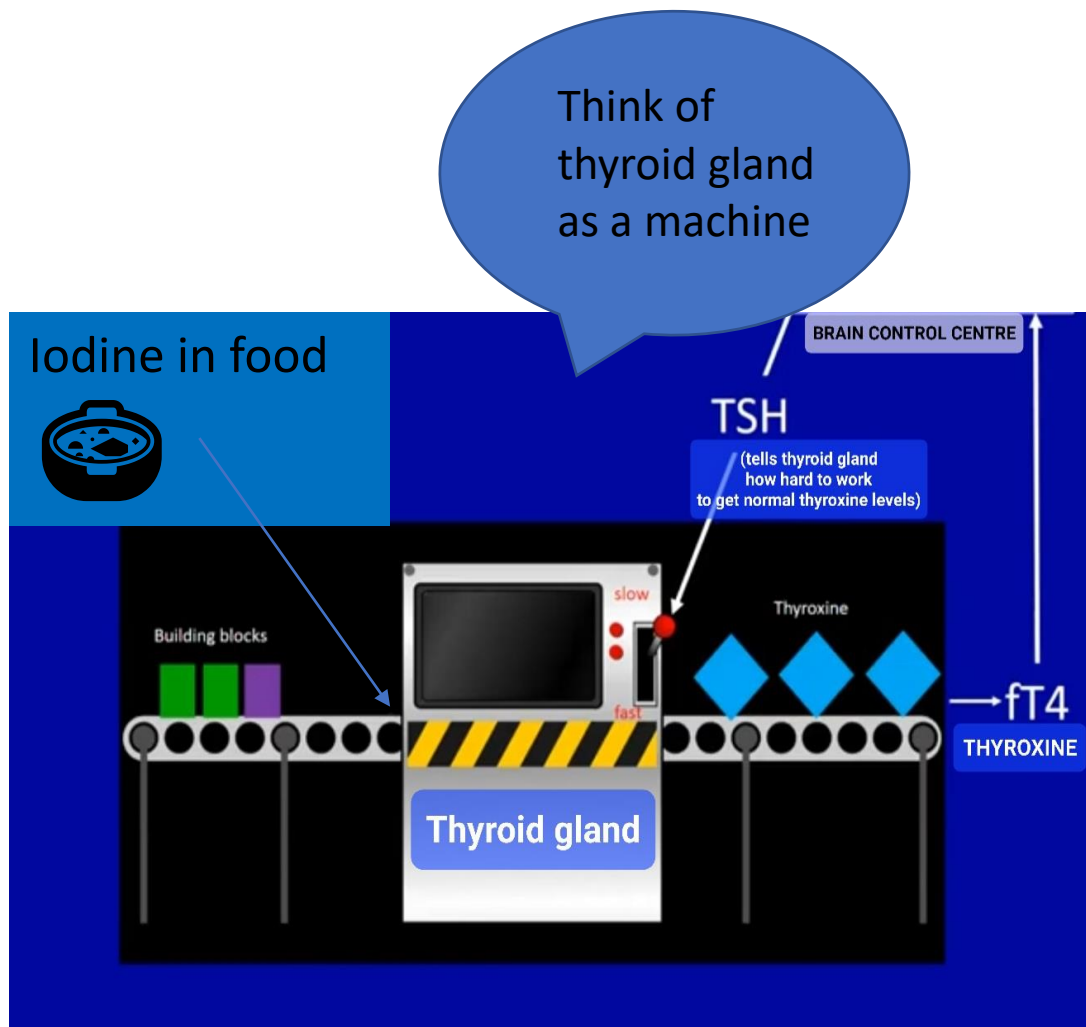 Think of
thyroid gland
as a machine
Iodine in food
BRAIN CONTROL CENTRE
TSH
(tells thyroid gland
how hard to work
to get normal thyroxine levels)
slow
Building blocks
Thyroxine
fast
fT4
THYROXINE
Thyroid gland